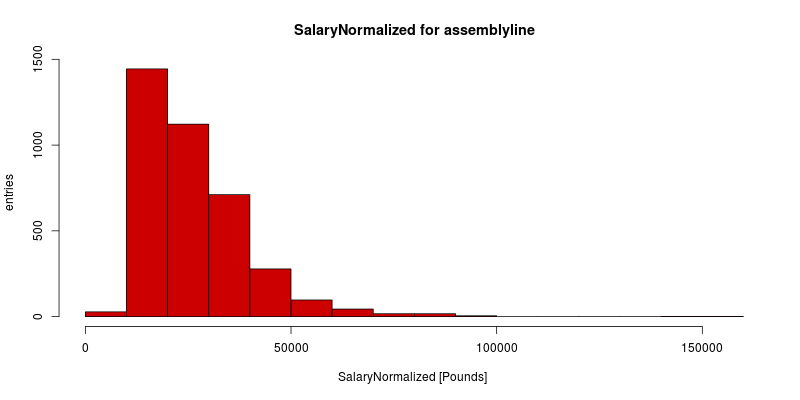 SalaryNormalized for assemblyline
1500
1000
500
0
entries
0 50000 100000 150000
SalaryNormalized [Pounds]